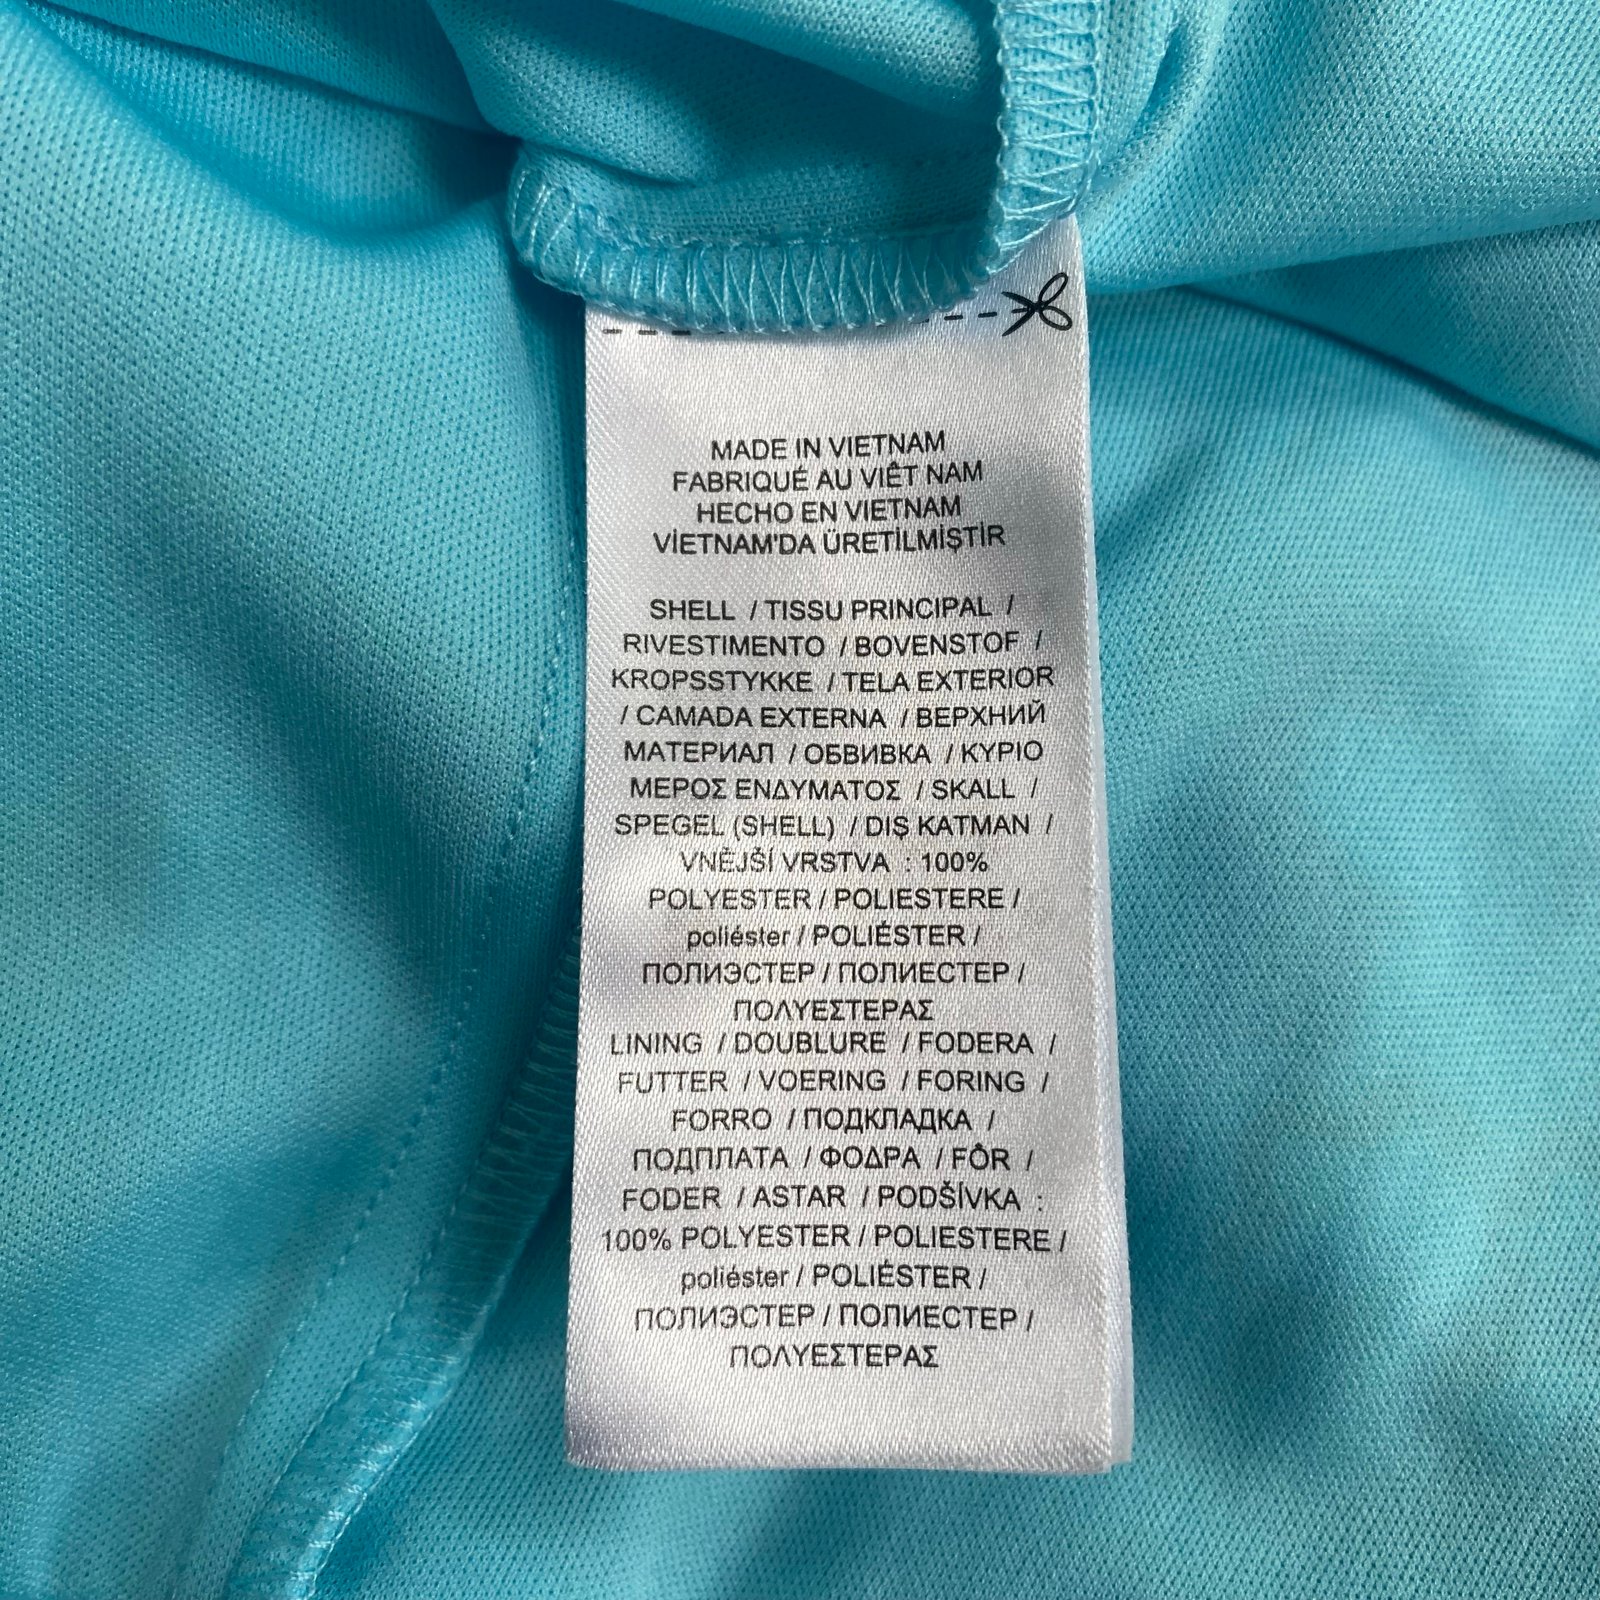 MADE IN VIETNAM
FABRIQUÉ AU VIÊT NAM
HECHO EN VIETNAM
VİETNAM'DA ÜRETİLMİŞTİR
SHELL / TISSU PRINCIPAL /
RIVESTIMENTO / BOVENSTOF /
KROPSSTYKKE / TELA EXTERIOR
/ CAMADA EXTERNA / ВЕРХНИЙ
МАТЕРИАЛ / ОБВИВКА / ΚΥΡΙΟ
ΜΕΡΟΣ ΕΝΔΥΜΑΤΟΣ / SKALL /
SPEGEL (SHELL) / DIŞ KATMAN /
VNĚJŠÍ VRSTVA : 100%
POLYESTER / POLIESTERE /
poliéster / POLIÉSTER /
ПОЛИЭСТЕР / ПОЛИЕСТЕР /
ΠΟΛΥΕΣΤΕΡΑΣ
LINING / DOUBLURE / FODERA /
FUTTER / VOERING / FORING /
FORRO / ПОДКЛАДКА /
ПОДПЛАТА / ΦΟΔΡΑ / FÔR /
FODER / ASTAR / PODŠÍVKA :
100% POLYESTER / POLIESTERE /
poliéster / POLIÉSTER /
ПОЛИЭСТЕР / ПОЛИЕСТЕР /
ΠΟΛΥΕΣΤΕΡΑΣ